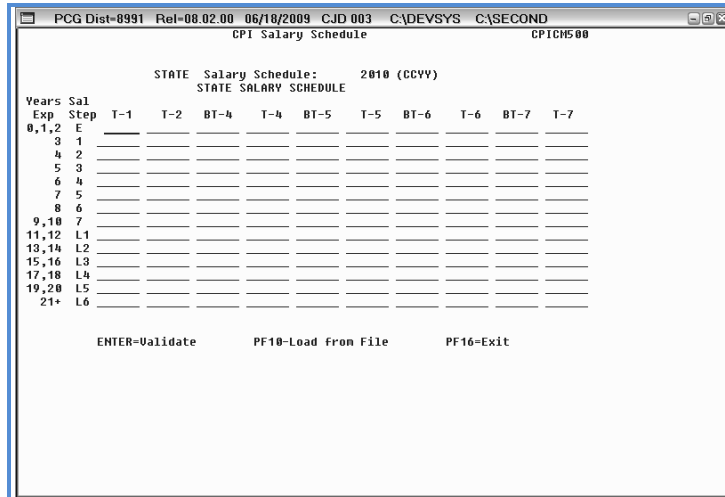 PCG Dist=8991 Rel=08.02.00 06/18/2009 CJD 003 C:\DEVSYS C:\SECOND
CPI Salary Schedule CPICM500
STATE Salary Schedule: 2010 (CCYY)
STATE SALARY SCHEDULE
Years Sal
Exp Step T-1 T-2 BT-4 T-4 BT-5 T-5 BT-6 T-6 BT-7 T-7
0,1,2 E
3 1
4 2
5 3
6 4
7 5
8 6
9,10 7
11,12 L1
13,14 L2
15,16 L3
17,18 L4
19,20 L5
21+ L6
ENTER=Validate PF10-Load from File PF16=Exit